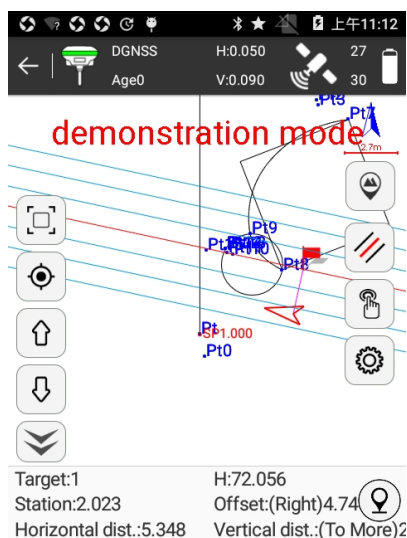 上午11:12
DGNSS H:0.050 27
Age0 V:0.090 30
Pt7
demonstration mode
2.7m
Pt9
Pt8
Pt
SP1.000
Pt0
Target:1 H:72.056
Station:2.023 Offset:(Right)4.74
Horizontal dist.:5.348 Vertical dist.:(To More)2